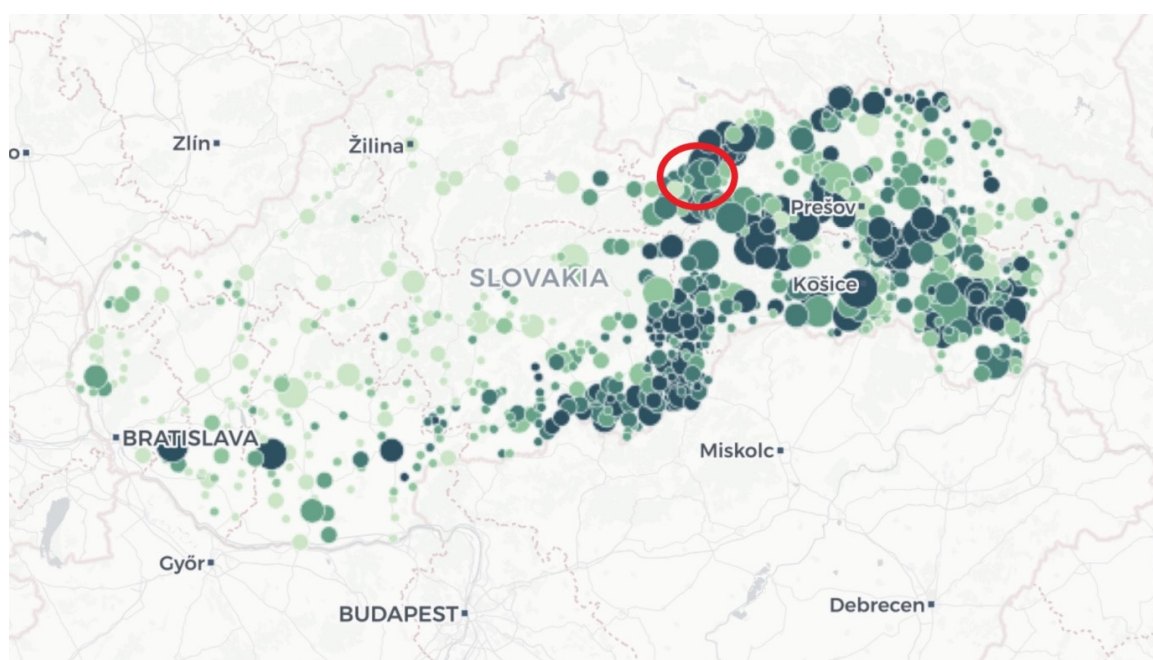 Zlín
Žilina
o
Prešov
SLOVAKIA
Košice
BRATISLAVA
Miskolc
Győr
BUDAPEST
Debrecen